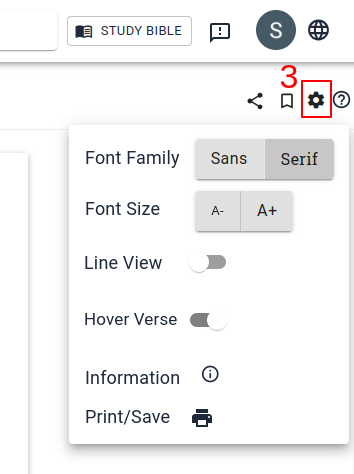 STUDY BIBLE
S
3
Font Family Sans Serif
Font Size A- A+
Line View
Hover Verse
Information
Print/Save